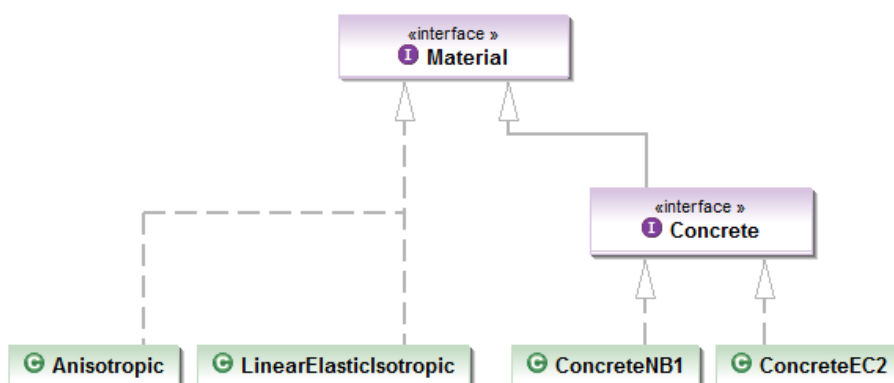 «interface »
I Material
«interface »
I Concrete
C Anisotropic
C LinearElasticIsotropic
C ConcreteNB1
C ConcreteEC2